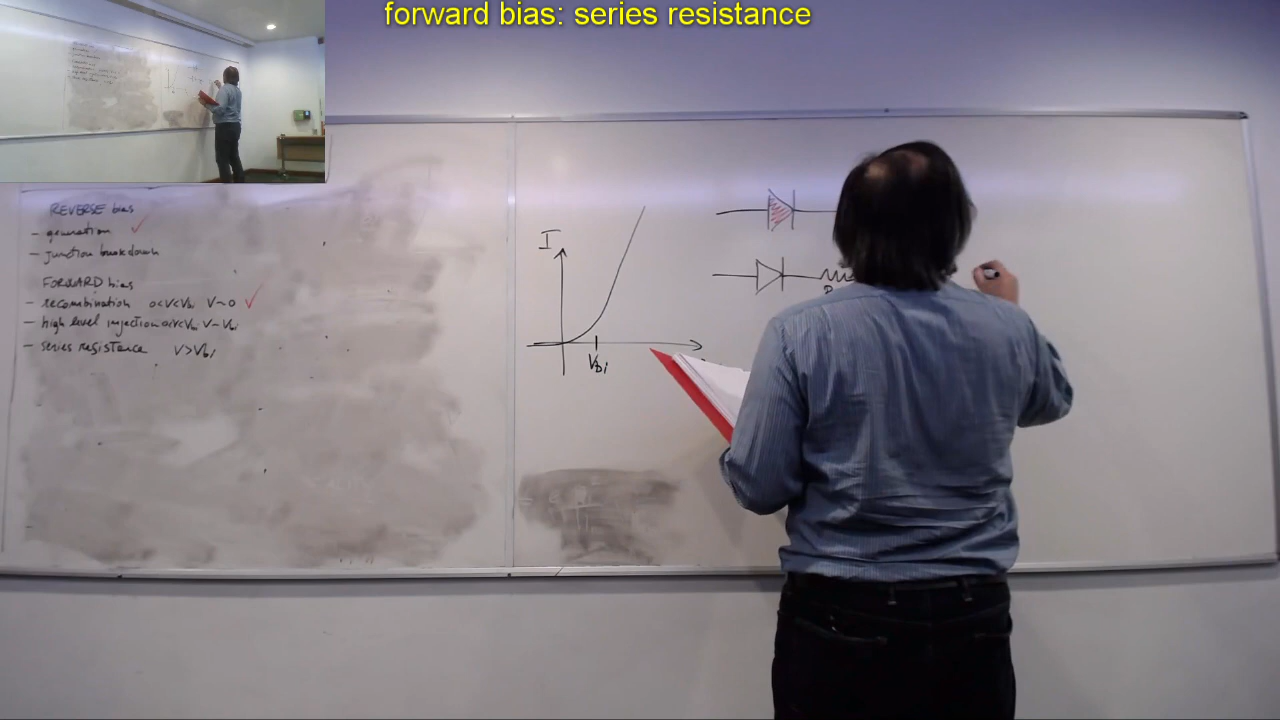 forward bias: series resistance
REVERSE bias
- generation ✓
- junction breakdown
FORWARD bias
- recombination 0<V<Vbi V~0 ✓
- high level injection 0<V<Vbi V~Vbi
- series resistance V>Vbi
I
Vbi